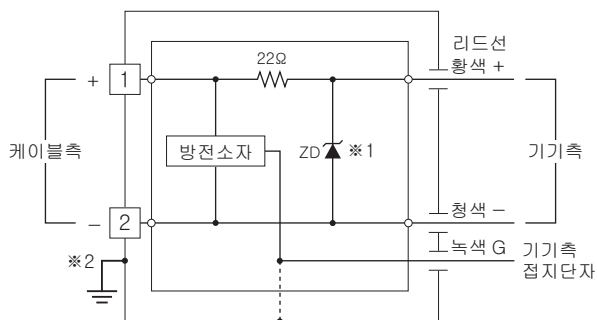 리드선
22Ω
황색 +
+ 1
케이블측
방전소자
ZD ※1
기기측
− 2
청색 −
※2
녹색 G
기기측
접지단자